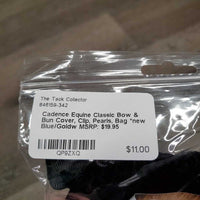 The Tack Collector
848159-342
Cadence Equine Classic Bow &
Bun Cover, Clip, Pearls, Bag *new
Blue/Goldw MSRP: $19.95
QP9ZXQ
$11.00